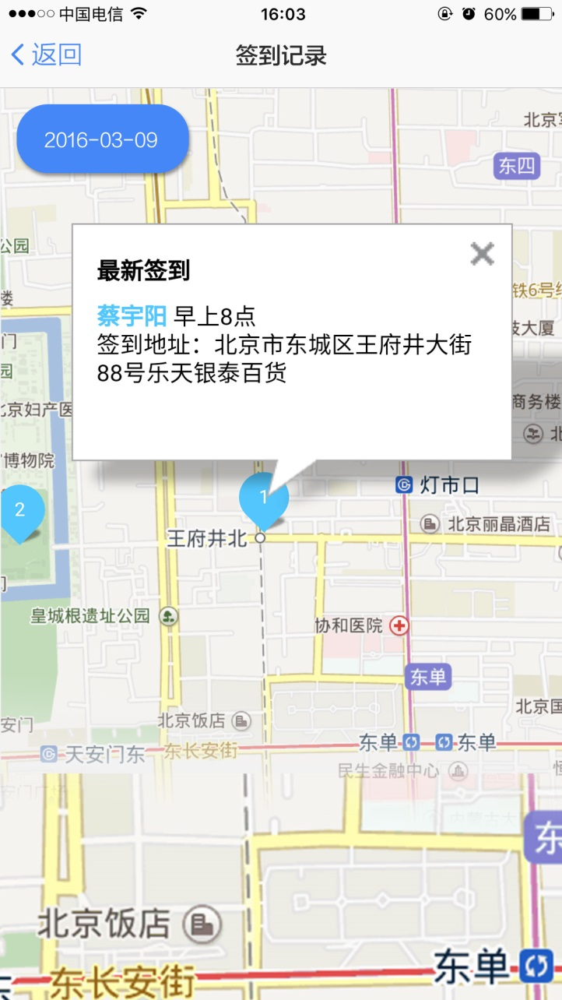 中国电信 16:03 60%
返回 签到记录
2016-03-09
东四
公园
最新签到
铁6号
楼
蔡宇阳 早上8点
大厦
签到地址：北京市东城区王府井大街
门
88号乐天银泰百货
园
商务楼
北京妇产医
北
博物院
灯市口
1
2
北京丽晶酒店
王府井北
门
皇城根遗址公园
协和医院
东单
北京国
北京饭店
安门
东单 东单
天安门东 东长安街
民生金融中心
恒
北京饭店
东
东单
东长安街